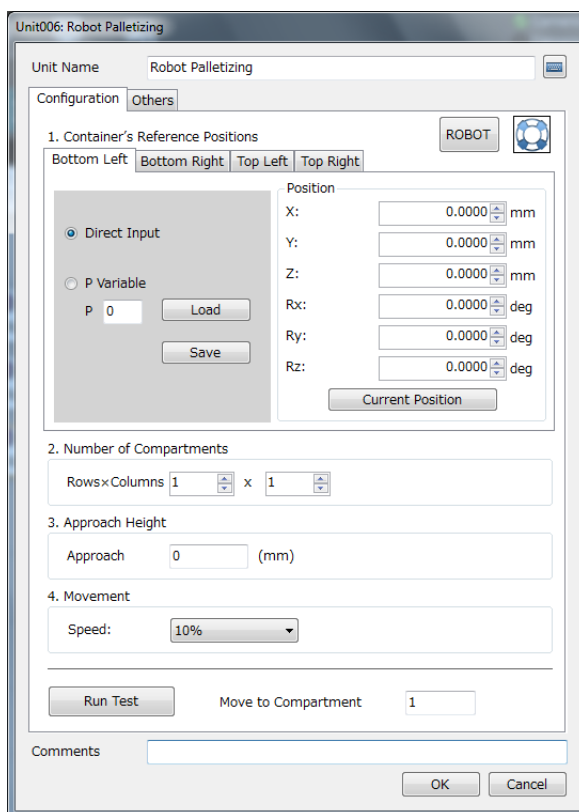 Unit006: Robot Palletizing
Unit Name Robot Palletizing
Configuration Others
1. Container's Reference Positions ROBOT
Bottom Left Bottom Right Top Left Top Right
Position
X: 0.0000 mm
Direct Input
Y: 0.0000 mm
Z: 0.0000 mm
P Variable
P 0 Load
Rx: 0.0000 deg
Ry: 0.0000 deg
Save
Rz: 0.0000 deg
Current Position
2. Number of Compartments
Rows×Columns 1 x 1
3. Approach Height
Approach 0 (mm)
4. Movement
Speed: 10%
Run Test Move to Compartment 1
Comments
OK Cancel